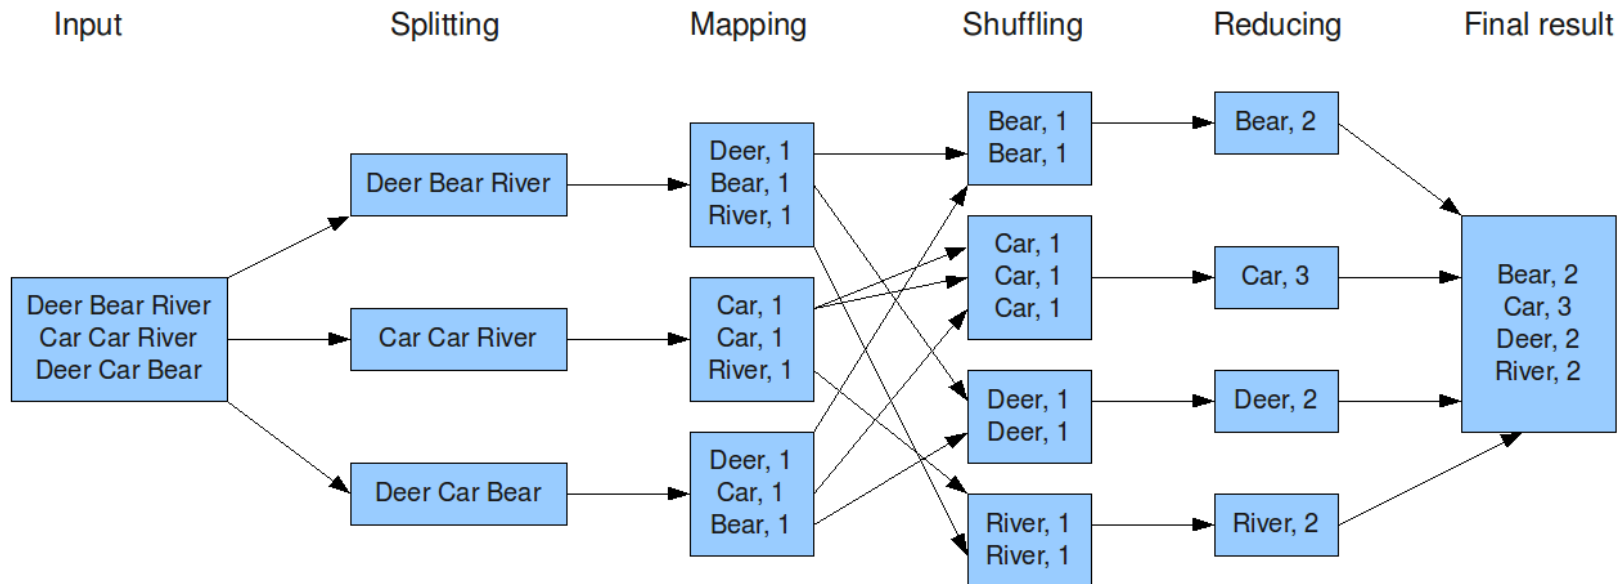 Input
Splitting
Mapping
Shuffling
Reducing
Final result
Deer Bear River
Car Car River
Deer Car Bear
Deer Bear River
Car Car River
Deer Car Bear
Deer, 1
Bear, 1
River, 1
Car, 1
Car, 1
River, 1
Deer, 1
Car, 1
Bear, 1
Bear, 1
Bear, 1
Car, 1
Car, 1
Car, 1
Deer, 1
Deer, 1
River, 1
River, 1
Bear, 2
Car, 3
Deer, 2
River, 2
Bear, 2
Car, 3
Deer, 2
River, 2